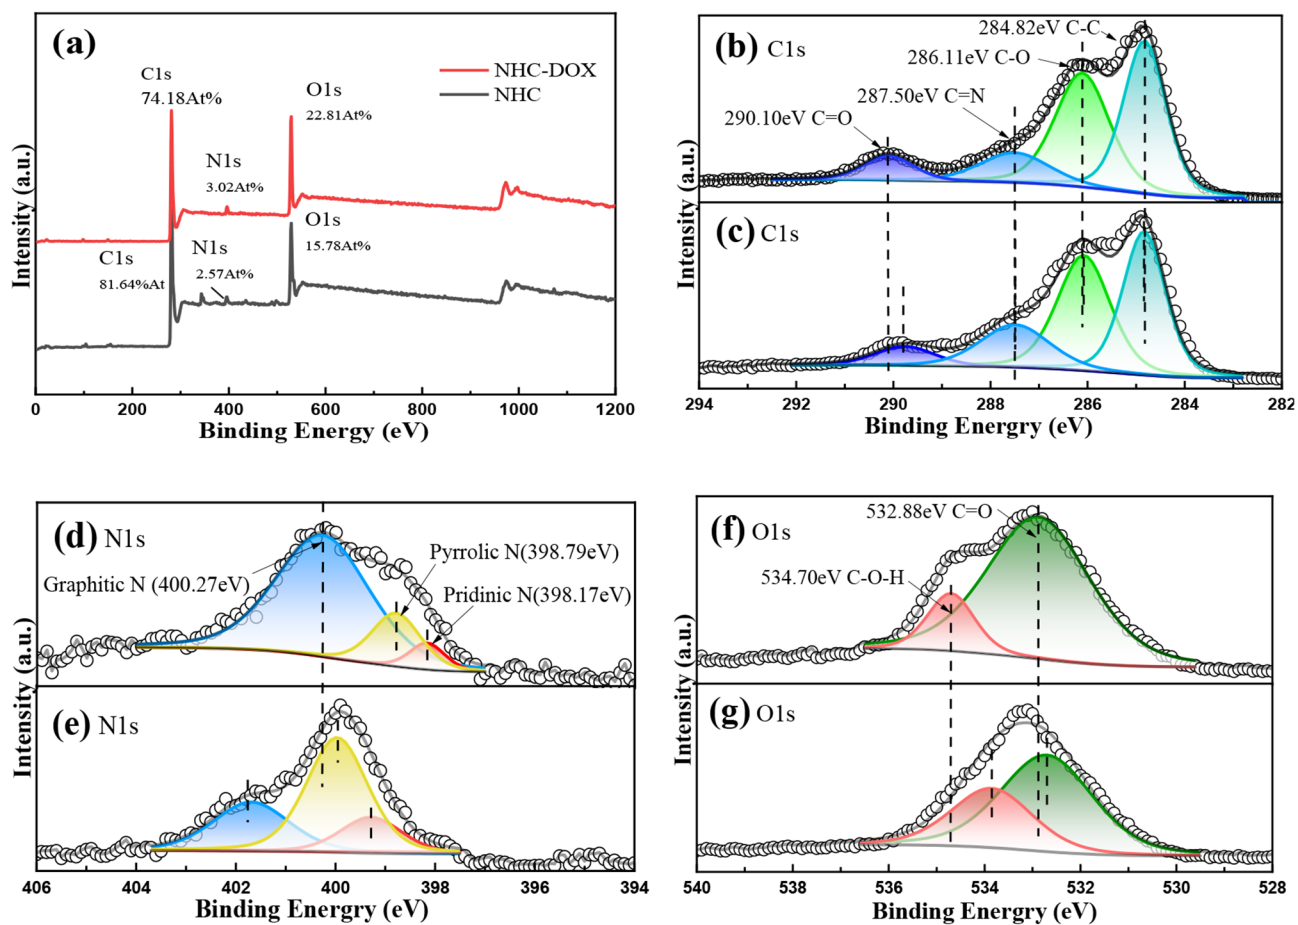 (a)
C1s
74.18At%
NHC-DOX
NHC
O1s
22.81At%
N1s
3.02At%
O1s
15.78At%
N1s
2.57At%
C1s
81.64%At
Intensity (a.u.)
0 200 400 600 800 1000 1200
Binding Energy (eV)
(b) C1s
284.82eV C-C
286.11eV C-O
287.50eV C=N
290.10eV C=O
(c) C1s
Intensity (a.u.)
294 292 290 288 286 284 282
Binding Energry (eV)
(d) N1s
Graphitic N (400.27eV)
Pyrrolic N(398.79eV)
Pridinic N(398.17eV)
(e) N1s
Intensity (a.u.)
406 404 402 400 398 396 394
Binding Energry (eV)
(f) O1s
532.88eV C=O
534.70eV C-O-H
(g) O1s
Intensity (a.u.)
540 538 536 534 532 530 528
Binding Energry (eV)